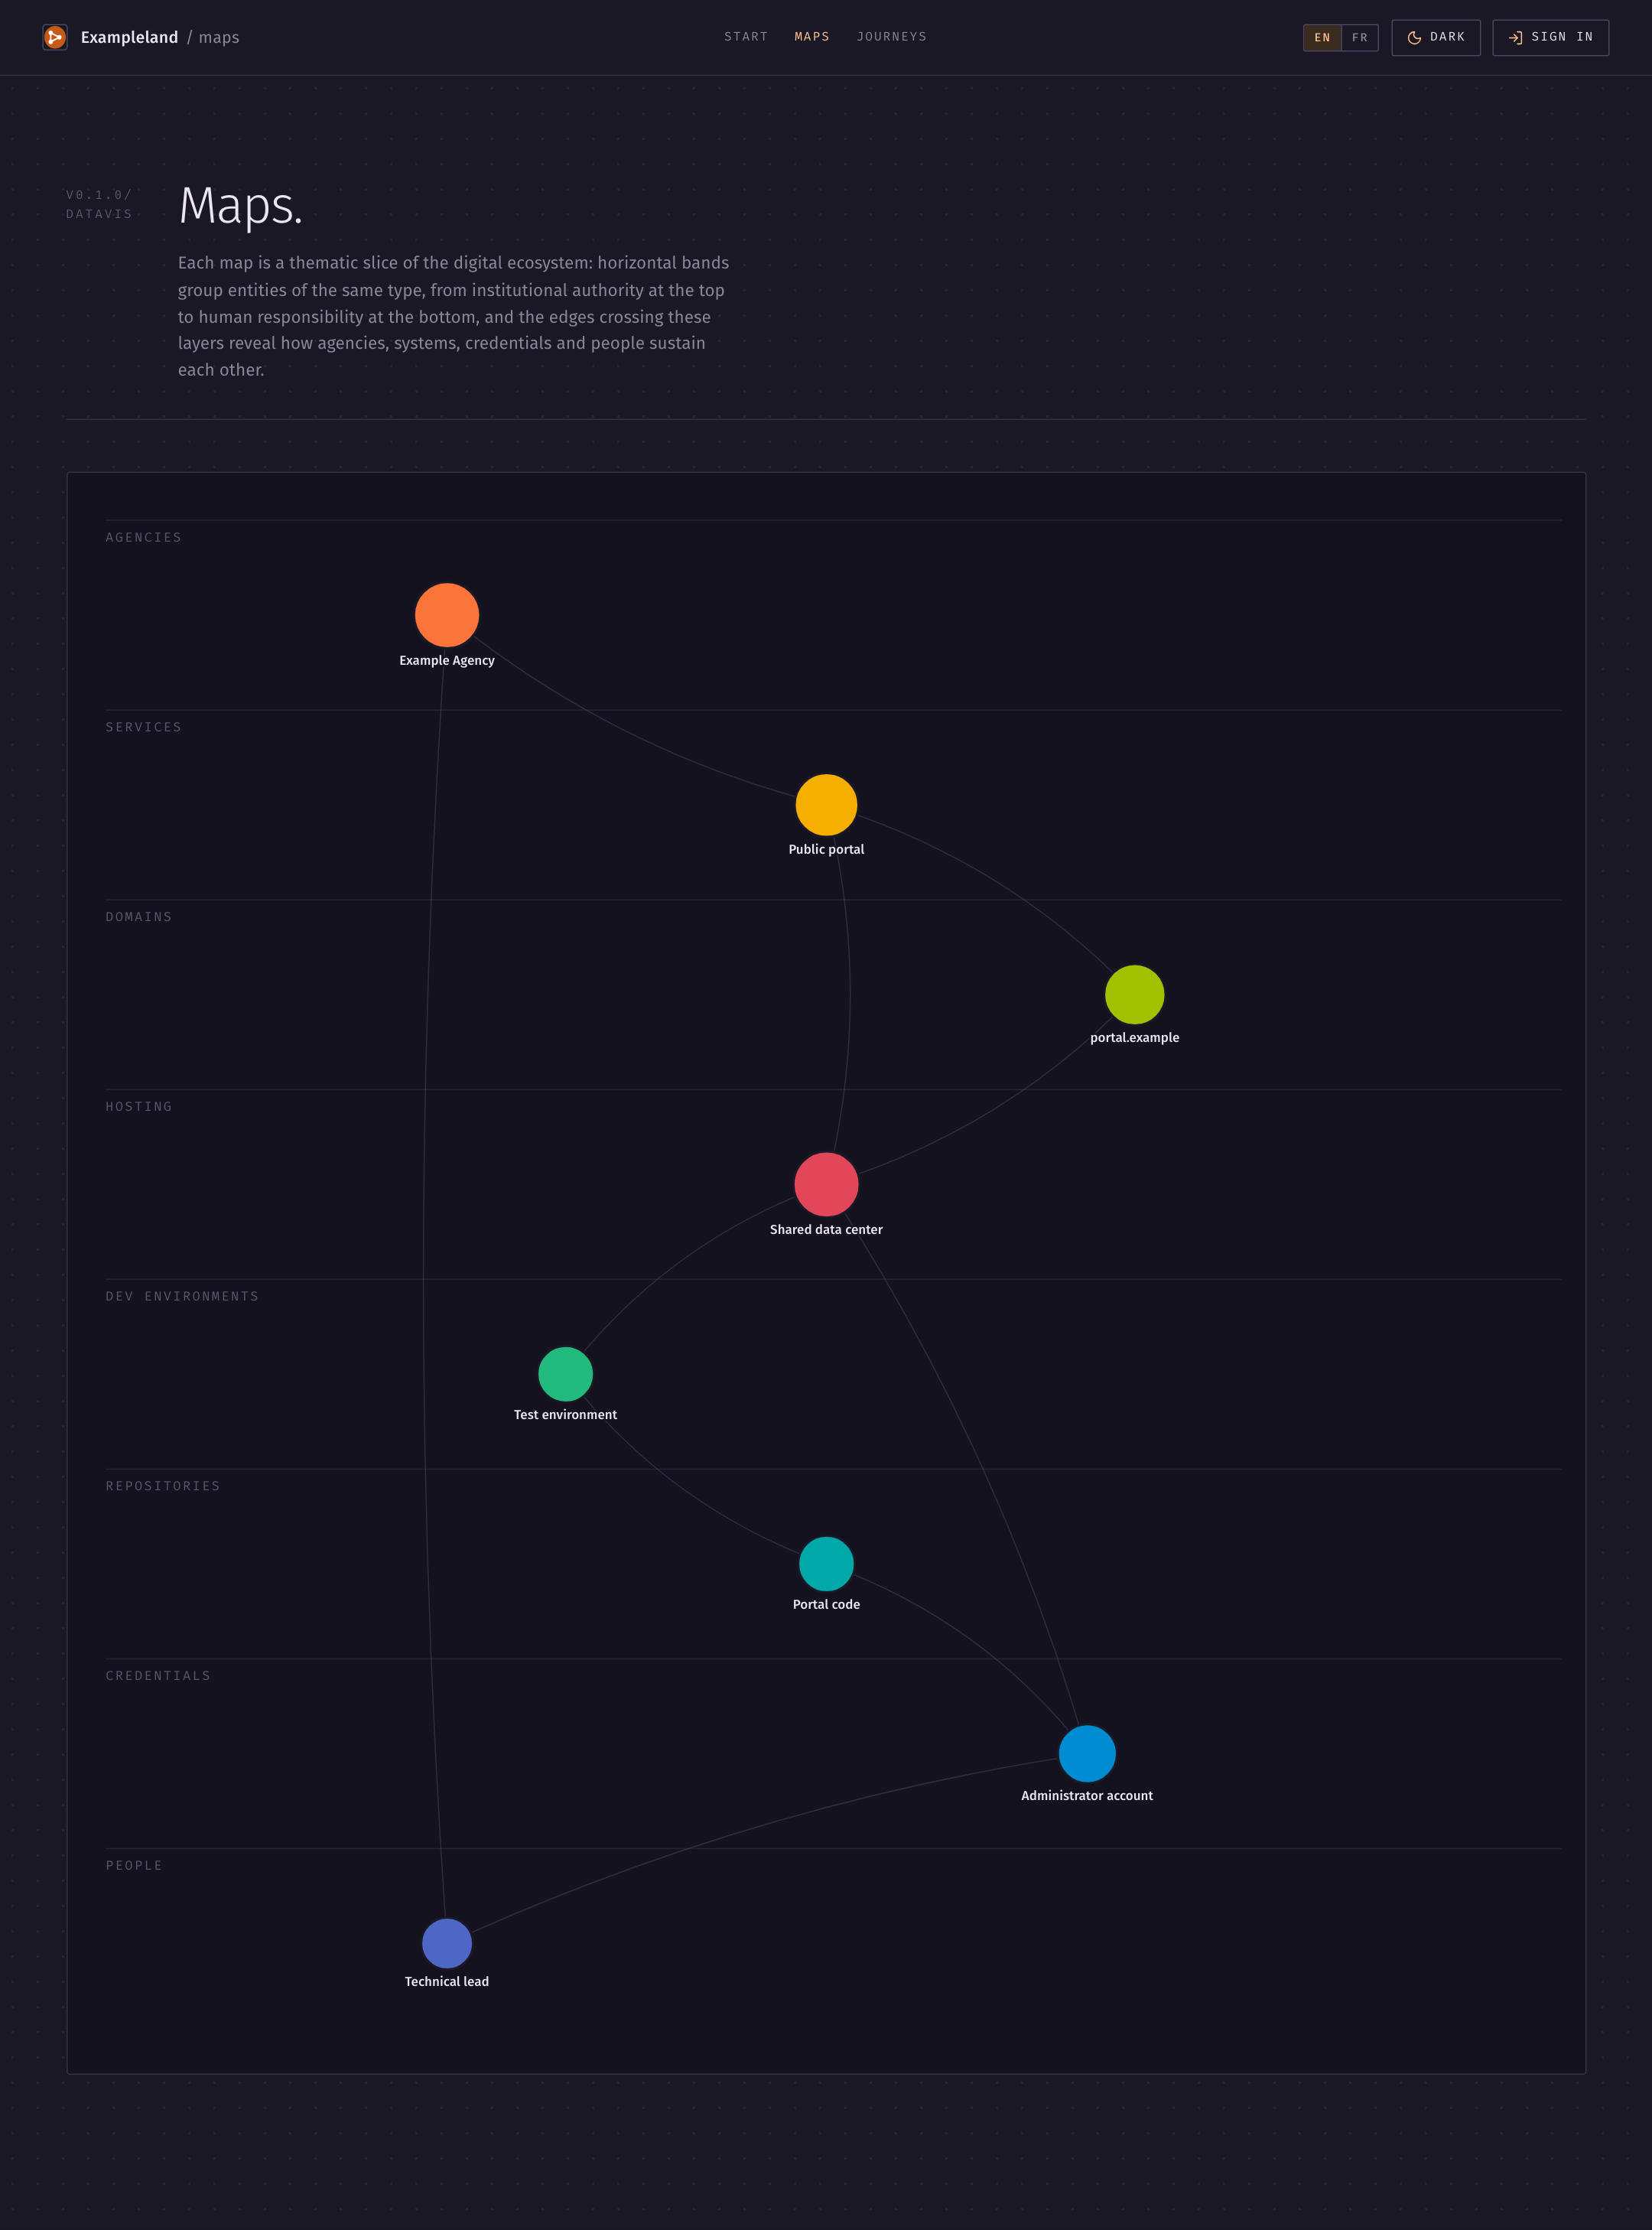 Exampleland / maps
START MAPS JOURNEYS
EN FR DARK SIGN IN
V0.1.0/
DATAVIS
Maps.
Each map is a thematic slice of the digital ecosystem: horizontal bands
group entities of the same type, from institutional authority at the top
to human responsibility at the bottom, and the edges crossing these
layers reveal how agencies, systems, credentials and people sustain
each other.
AGENCIES
Example Agency
SERVICES
Public portal
DOMAINS
portal.example
HOSTING
Shared data center
DEV ENVIRONMENTS
Test environment
REPOSITORIES
Portal code
CREDENTIALS
Administrator account
PEOPLE
Technical lead